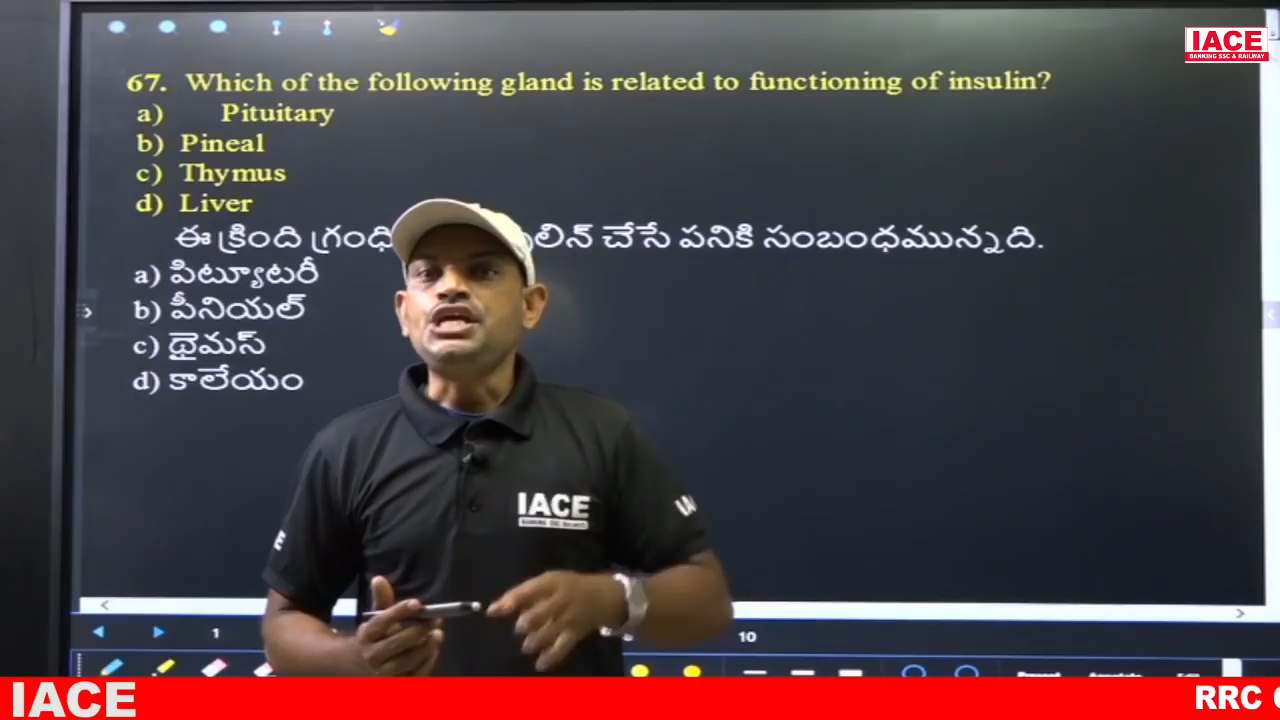 IACE
BANKING SSC & RAILWAY
67. Which of the following gland is related to functioning of insulin?
a) Pituitary
b) Pineal
c) Thymus
d) Liver
ఈ క్రింది చేసే పనికి సంబంధమున్నది.
a) పిట్యూటరీ
b) పీనియల్
c) థైమస్
d) కాలేయం
IACE
1
10
IACE
RRC